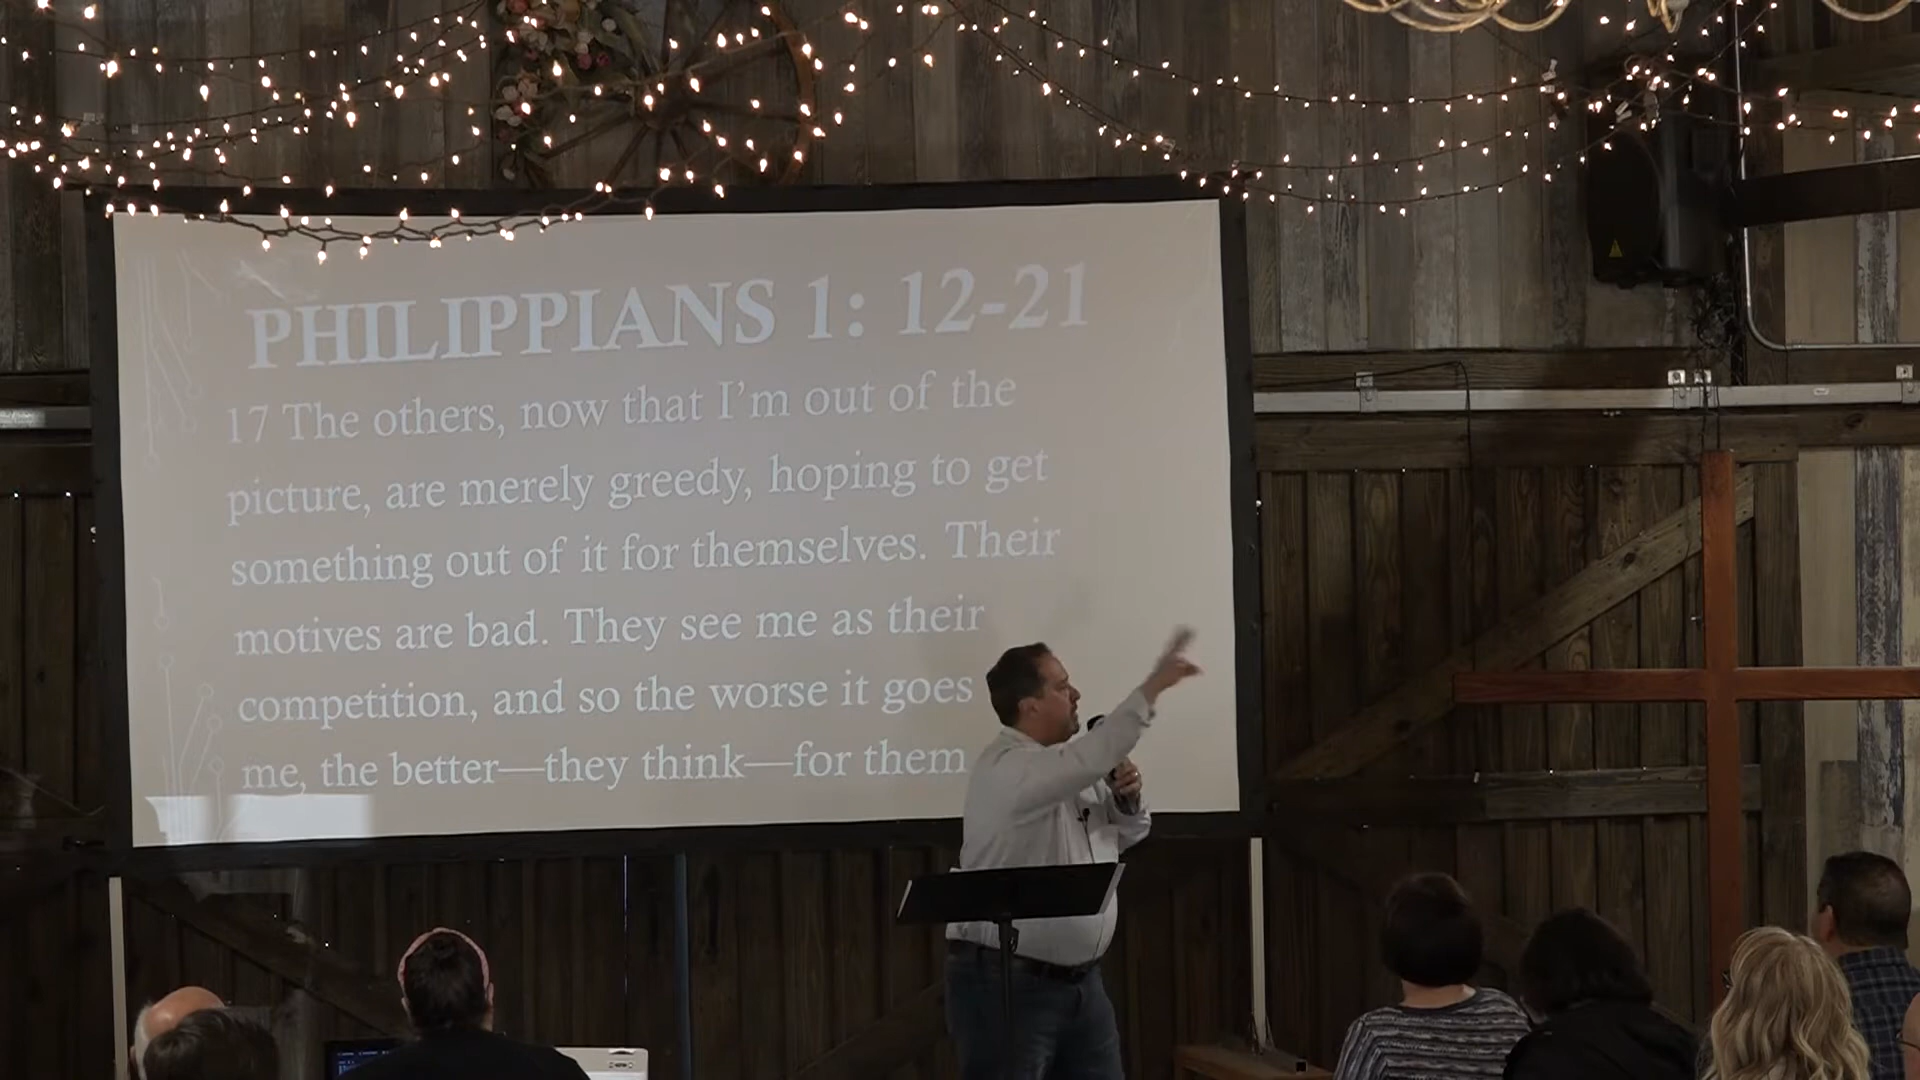 PHILIPPIANS 1: 12-21
17 The others, now that I'm out of the
picture, are merely greedy, hoping to get
something out of it for themselves. Their
motives are bad. They see me as their
competition, and so the worse it goes
me, the better—they think—for them